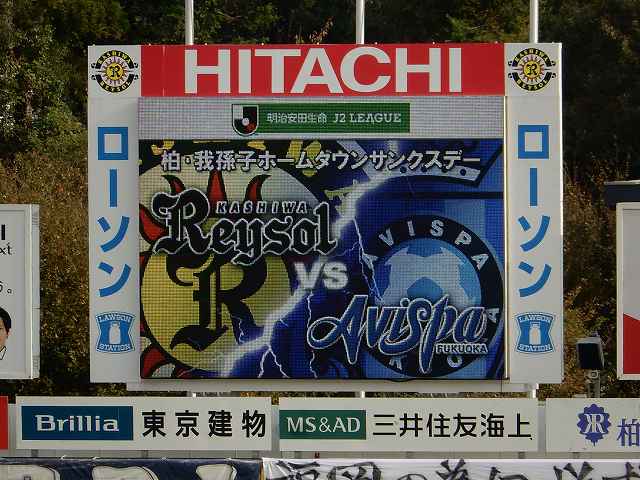 HITACHI
明治安田生命 J2 LEAGUE
柏・我孫子ホームタウンサンクスデー
KASHIWA
Reysol
R
vs
AVISPA
Avispa
FUKUOKA
ローソン
LAWSON
STATION
ローソン
LAWSON
STATION
Brillia 東京建物
MS&AD 三井住友海上
柏